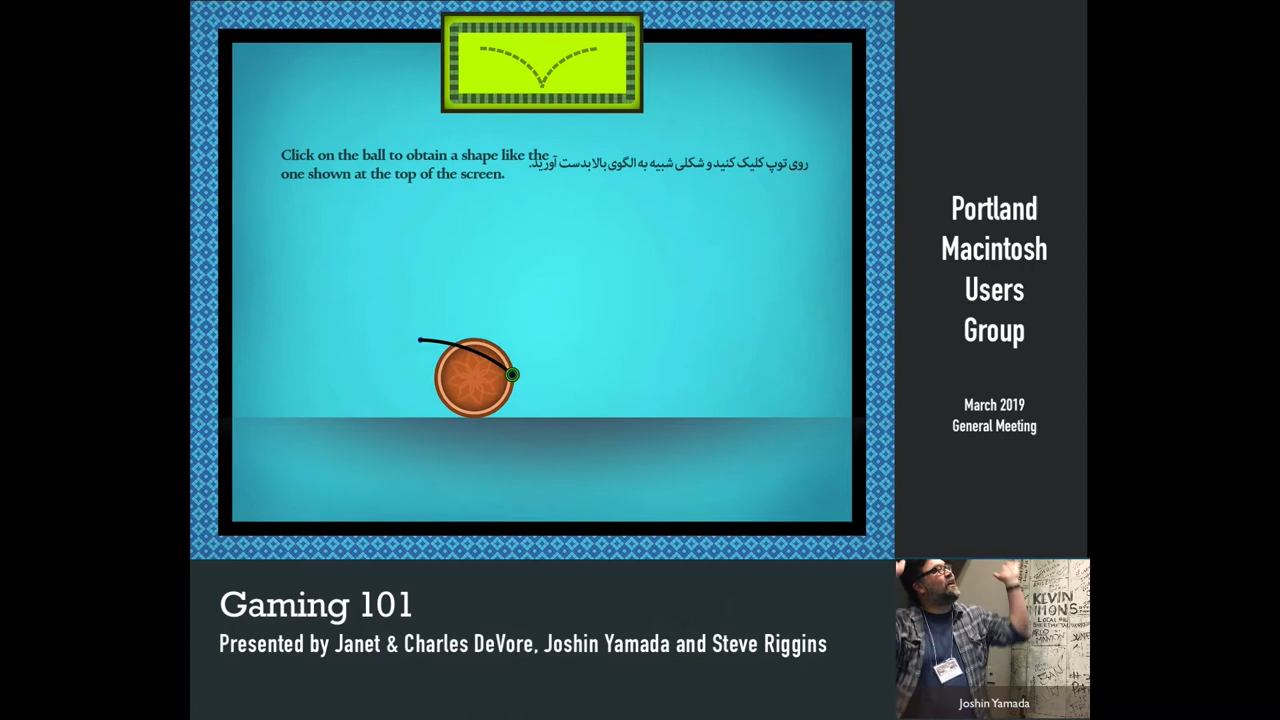 Click on the ball to obtain a shape like the
one shown at the top of the screen.
روی توپ کلیک کنید و شکلی شبیه به الگوی بالا بدست آورید.
Portland
Macintosh
Users
Group
March 2019
General Meeting
Gaming 101
Presented by Janet & Charles DeVore, Joshin Yamada and Steve Riggins
KEVIN
Joshin Yamada